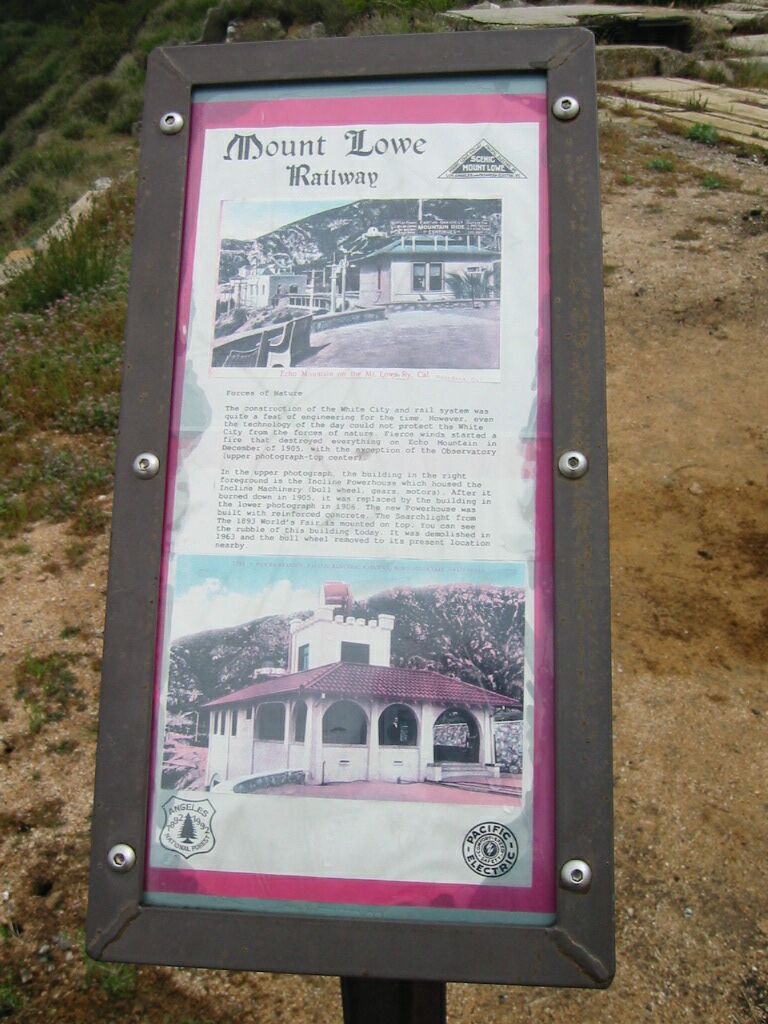 Mount Lowe
Railway
SCENIC
MOUNT LOWE
MOUNTAIN RIDE
CONTINUES
Echo Mountain on the Mt. Lowe Ry. Cal.
Forces of Nature
The construction of the White City and rail system was
quite a feat of engineering for the time. However, even
the technology of the day could not protect the White
City from the forces of nature. Fierce winds started a
fire that destroyed everything on Echo Mountain in
December of 1905, with the exception of the Observatory
(upper photograph-top center).
In the upper photograph, the building in the right
foreground is the Incline Powerhouse which housed the
Incline Machinery (bull wheel, gears, motors). After it
burned down in 1905, it was replaced by the building in
the lower photograph in 1906. The new Powerhouse was
built with reinforced concrete. The Searchlight from
The 1893 World's Fair is mounted on top. You can see
the rubble of this building today. It was demolished in
1963 and the bull wheel removed to its present location
nearby
ANGELES
1892 1992
NATIONAL FOREST
PACIFIC
ELECTRIC